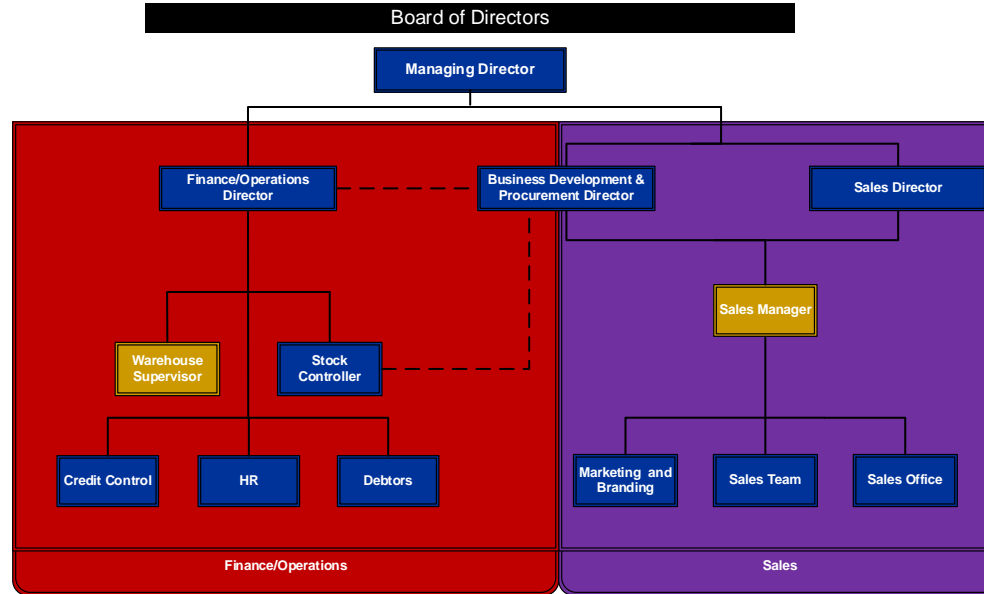 Board of Directors
Managing Director
Finance/Operations
Director
Business Development &
Procurement Director
Sales Director
Sales Manager
Warehouse
Supervisor
Stock
Controller
Credit Control
HR
Debtors
Marketing and
Branding
Sales Team
Sales Office
Finance/Operations
Sales